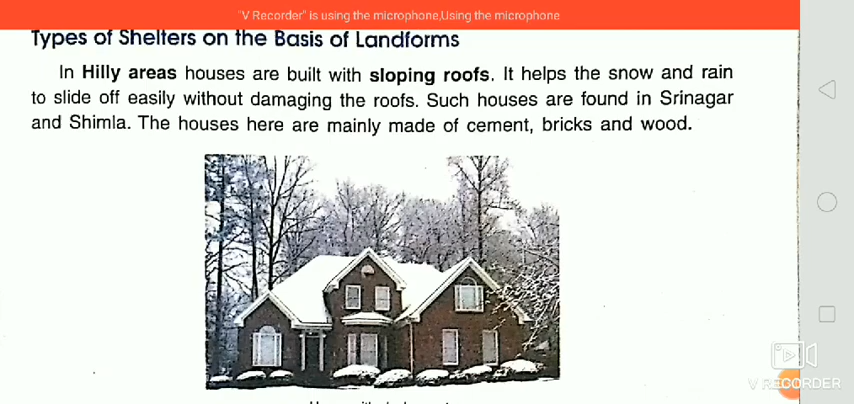 "V Recorder" is using the microphone,Using the microphone
Types of Shelters on the Basis of Landforms
In Hilly areas houses are built with sloping roofs. It helps the snow and rain
to slide off easily without damaging the roofs. Such houses are found in Srinagar
and Shimla. The houses here are mainly made of cement, bricks and wood.
V RECORDER